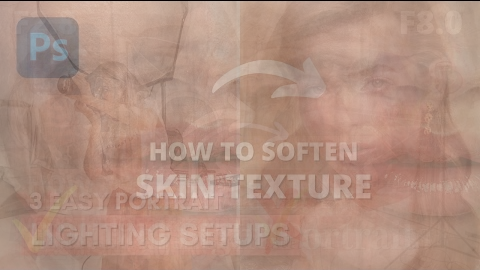 Ps
F8.0
HOW TO SOFTEN
SKIN TEXTURE
3 EASY PORTRAIT
LIGHTING SETUPS